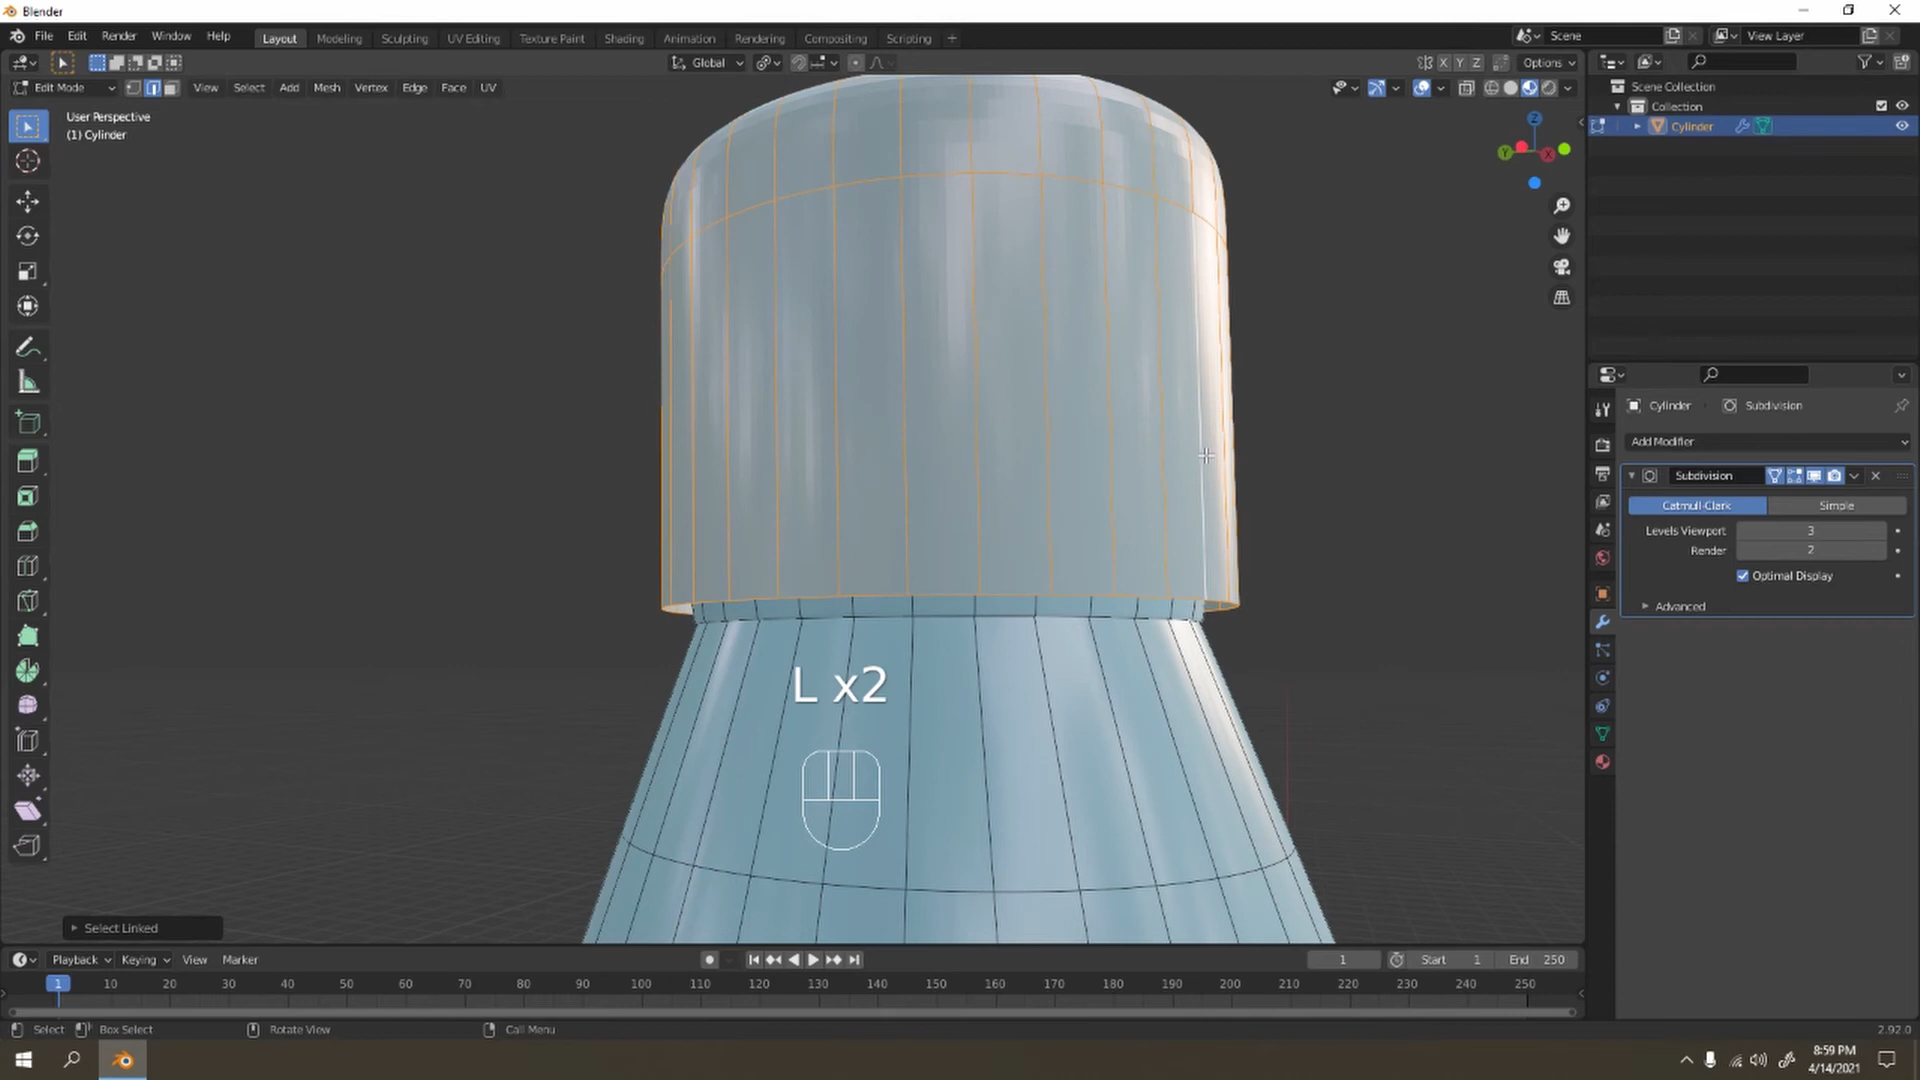 Blender
File Edit Render Window Help Layout Modeling Sculpting UV Editing Texture Paint Shading Animation Rendering Compositing Scripting + Scene View Layer
Global X Y Z Options
Edit Mode View Select Add Mesh Vertex Edge Face UV
User Perspective
(1) Cylinder
Z
Y X
Scene Collection
Collection
Cylinder
Cylinder Subdivision
Add Modifier
Subdivision
Catmull-Clark Simple
Levels Viewport 3
Render 2
Optimal Display
Advanced
L x2
Select Linked
Playback Keying View Marker 1 Start 1 End 250
1 10 20 30 40 50 60 70 80 90 100 110 120 130 140 150 160 170 180 190 200 210 220 230 240 250
Select Box Select Rotate View Call Menu 2.92.0
8:59 PM
4/14/2021